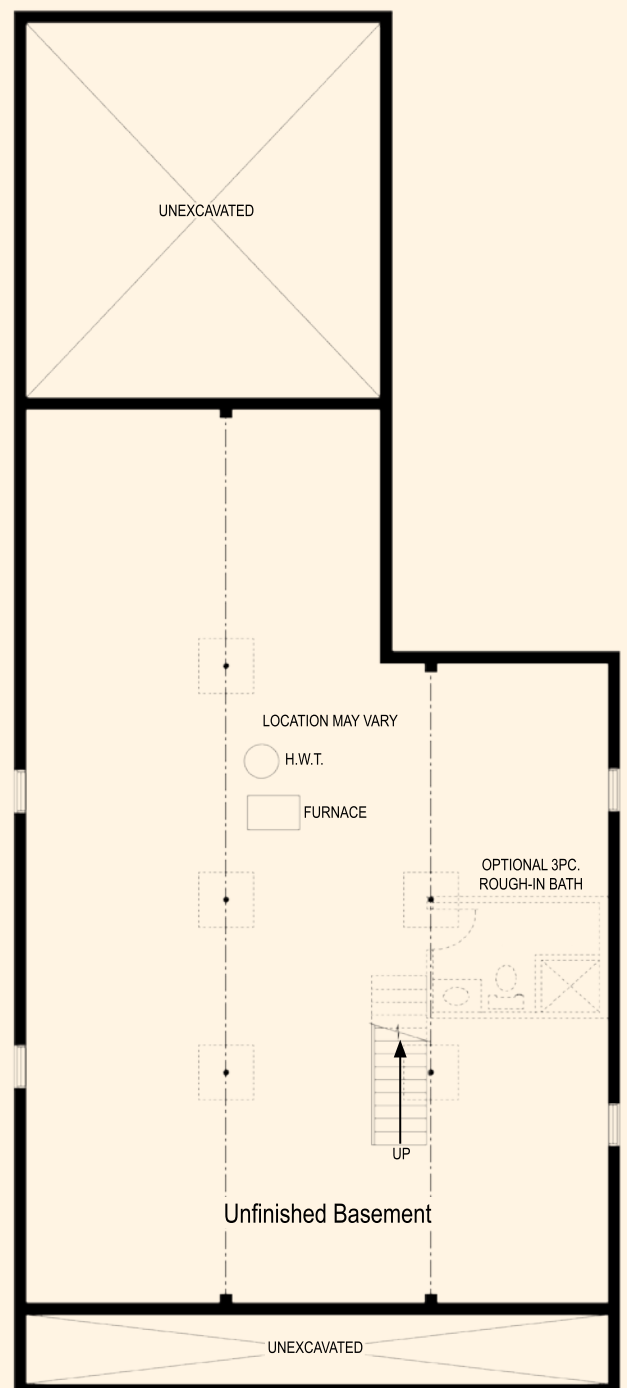 UNEXCAVATED
LOCATION MAY VARY
H.W.T.
FURNACE
OPTIONAL 3PC.
ROUGH-IN BATH
UP
Unfinished Basement
UNEXCAVATED